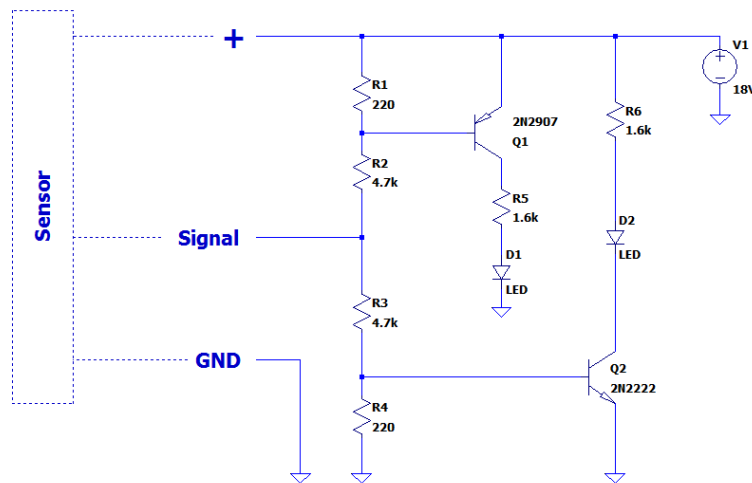 +
V1
18V
R1
220
R6
1.6k
2N2907
Q1
R2
4.7k
R5
1.6k
Sensor
Signal
D2
LED
D1
LED
R3
4.7k
GND
Q2
2N2222
R4
220